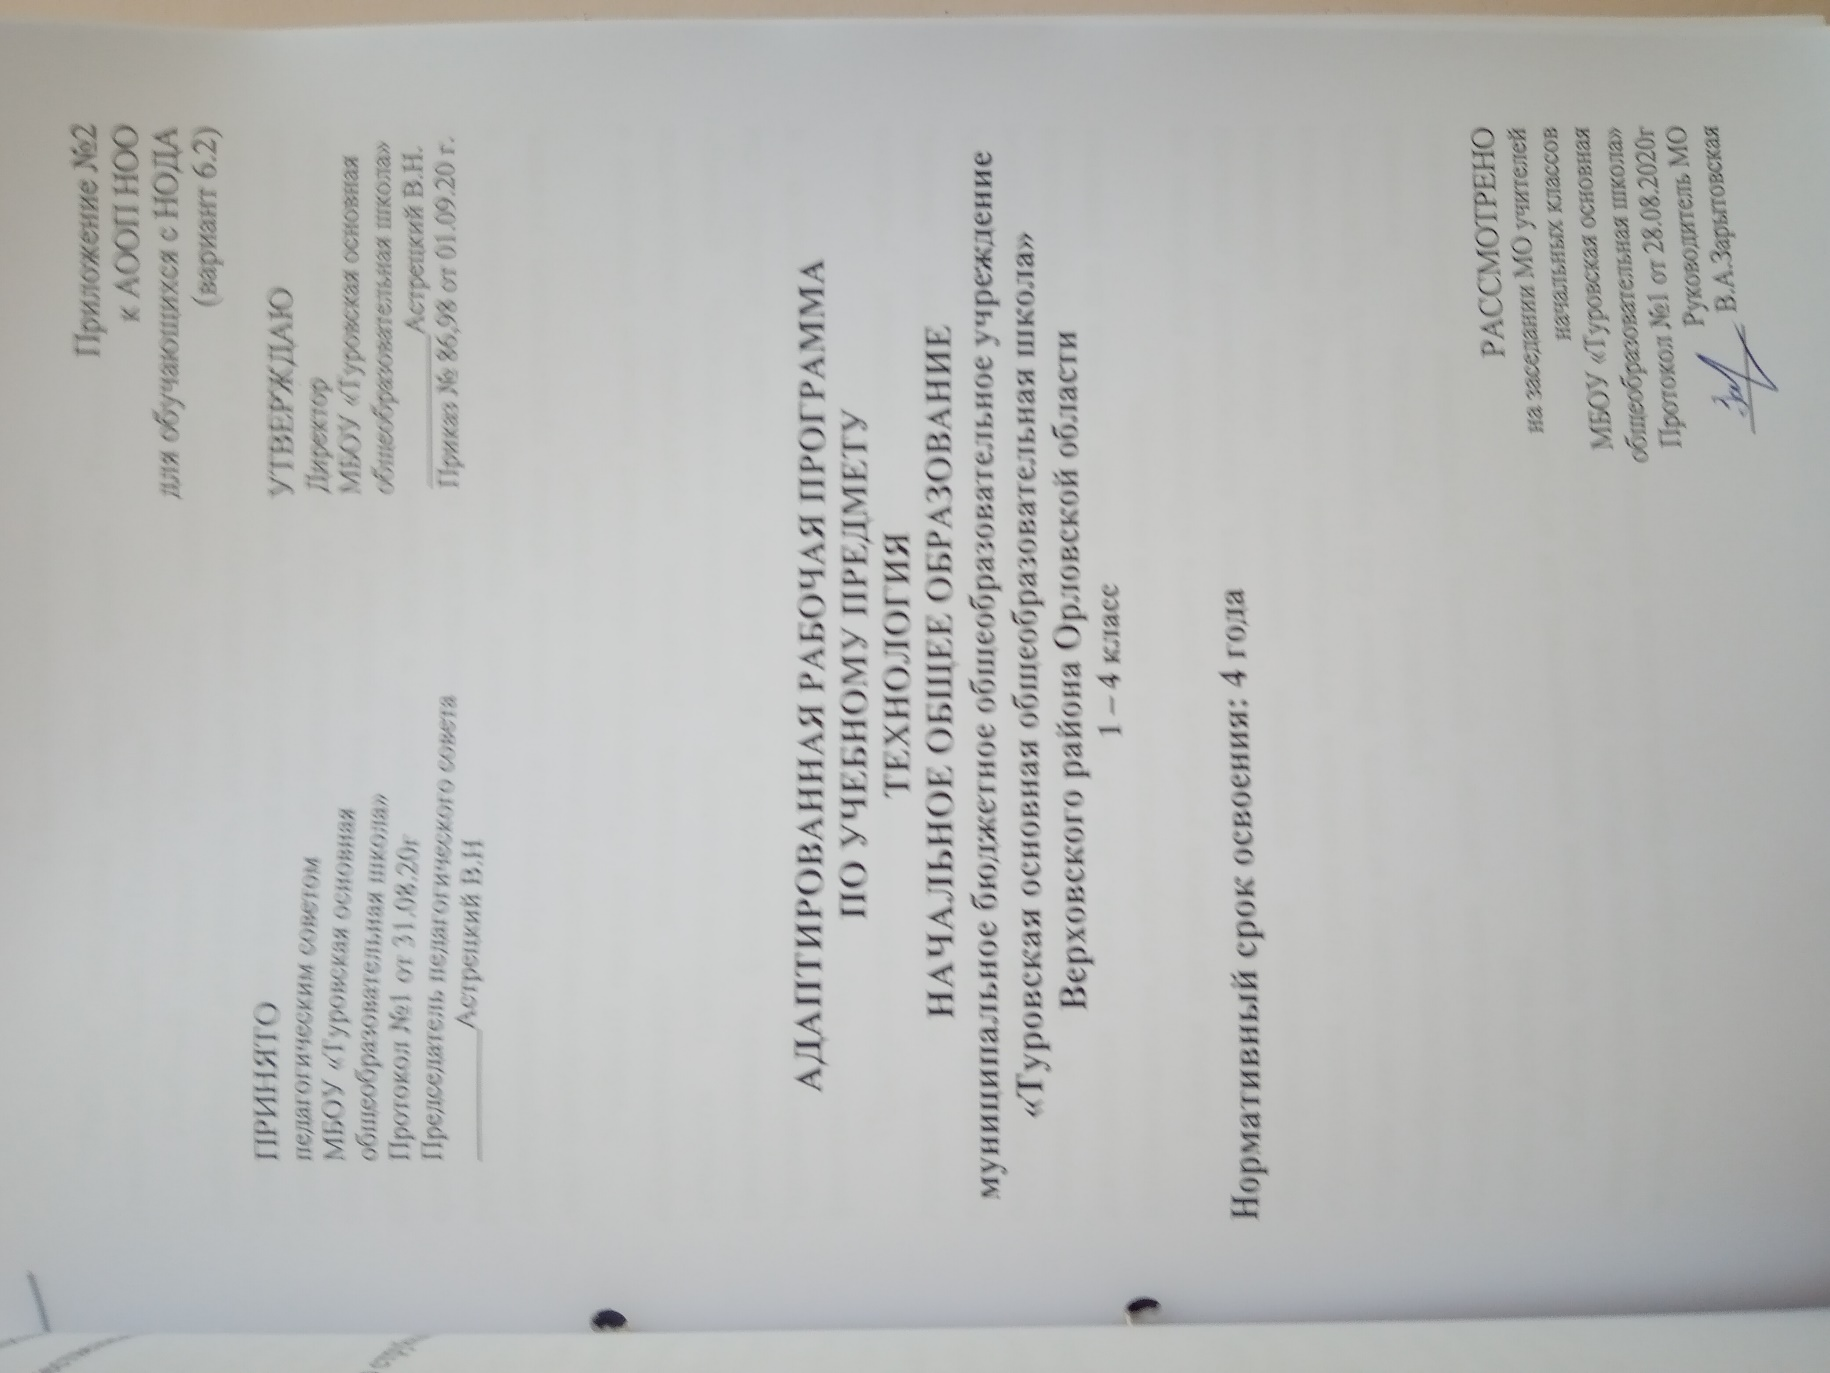 Приложение №2
к АООП НОО
для обучающихся с НОДА
(вариант 6.2)
ПРИНЯТО
педагогическим советом
МБОУ «Туровская основная
общеобразовательная школа»
Протокол №1 от 31.08.20г
Председатель педагогического совета
________Астрецкий В.Н
УТВЕРЖДАЮ
Директор
МБОУ «Туровская основная
общеобразовательная школа»
__________Астрецкий В.Н.
Приказ № 86,98 от 01.09.20 г.
АДАПТИРОВАННАЯ РАБОЧАЯ ПРОГРАММА
ПО УЧЕБНОМУ ПРЕДМЕТУ
ТЕХНОЛОГИЯ
НАЧАЛЬНОЕ ОБЩЕЕ ОБРАЗОВАНИЕ
муниципальное бюджетное общеобразовательное учреждение
«Туровская основная общеобразовательная школа»
Верховского района Орловской области
1 – 4 класс
Нормативный срок освоения: 4 года
РАССМОТРЕНО
на заседании МО учителей
начальных классов
МБОУ «Туровская основная
общеобразовательная школа»
Протокол №1 от 28.08.2020г
Руководитель МО
В.А.Зарытовская